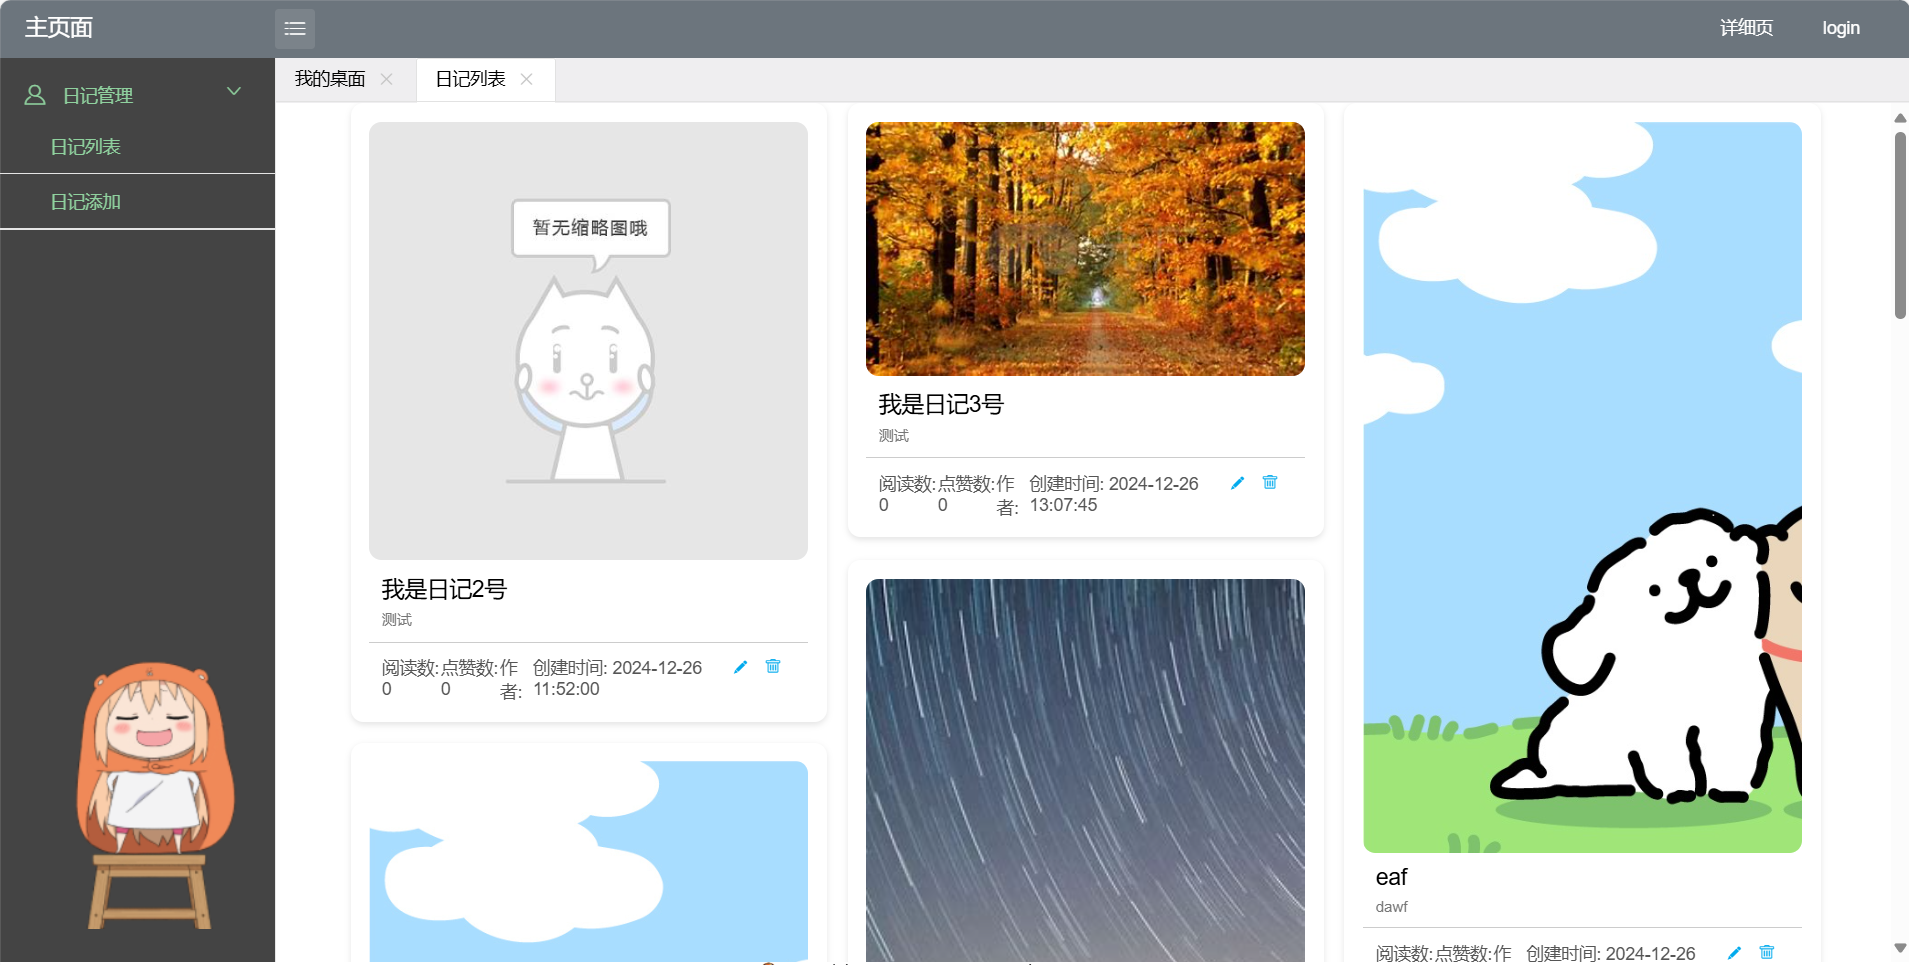 主页面
详细页
login
日记管理
日记列表
日记添加
我的桌面
日记列表
暂无缩略图哦
我是日记2号
测试
阅读数: 点赞数: 作 创建时间: 2024-12-26
0 0 者: 11:52:00
我是日记3号
测试
阅读数: 点赞数: 作 创建时间: 2024-12-26
0 0 者: 13:07:45
eaf
dawf
阅读数: 点赞数: 作 创建时间: 2024-12-26